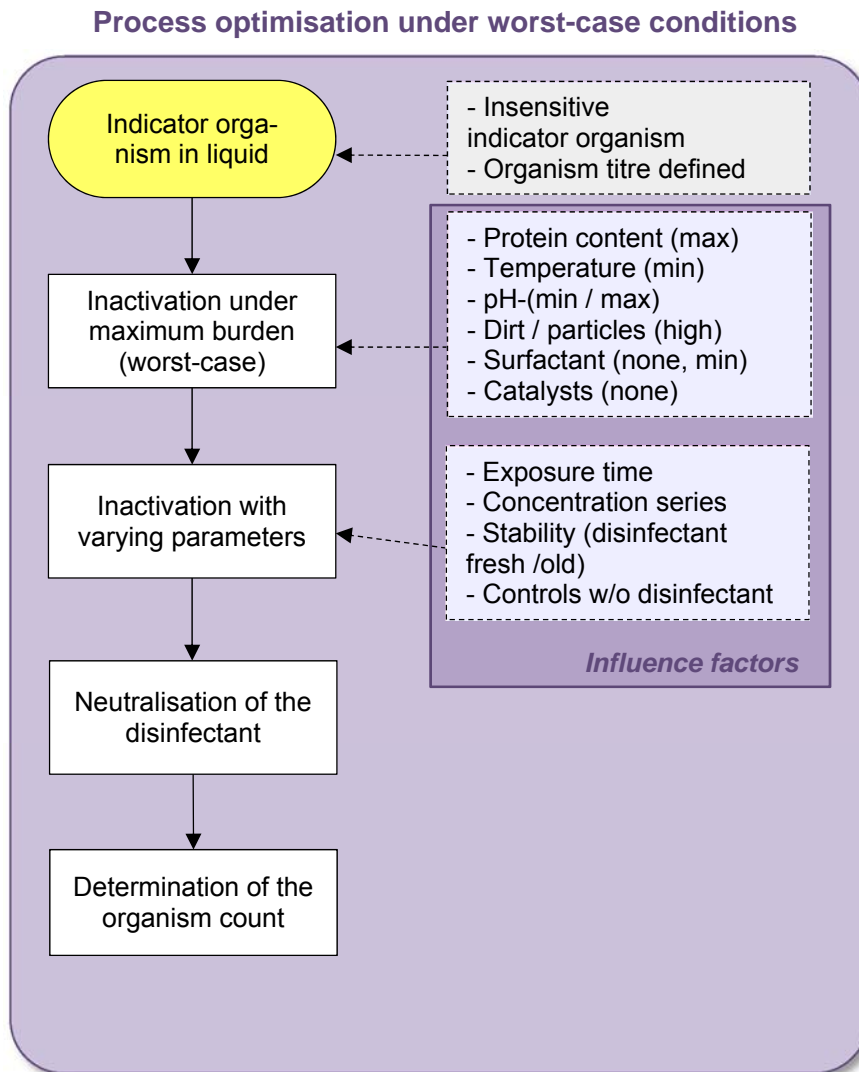 Process optimisation under worst-case conditions
Indicator orga-
nism in liquid
- Insensitive
indicator organism
- Organism titre defined
Inactivation under
maximum burden
(worst-case)
- Protein content (max)
- Temperature (min)
- pH-(min / max)
- Dirt / particles (high)
- Surfactant (none, min)
- Catalysts (none)
Inactivation with
varying parameters
- Exposure time
- Concentration series
- Stability (disinfectant
fresh /old)
- Controls w/o disinfectant
Influence factors
Neutralisation of the
disinfectant
Determination of the
organism count